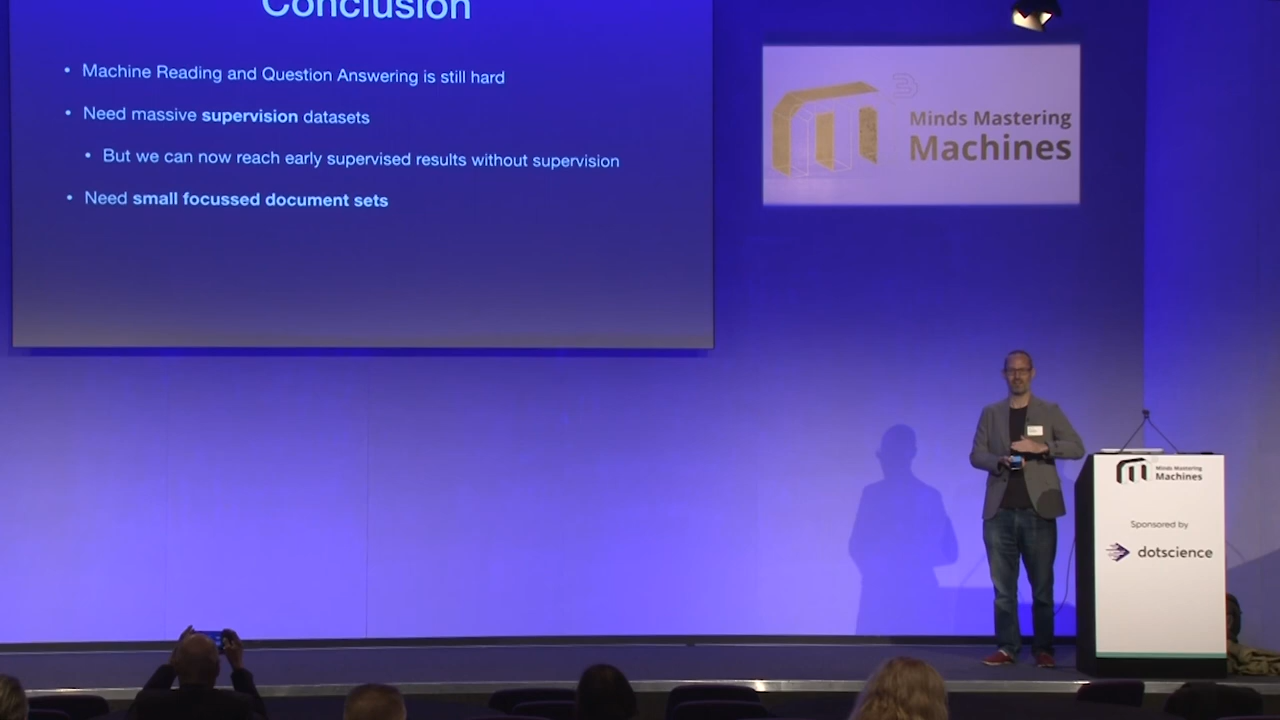 Conclusion
• Machine Reading and Question Answering is still hard
• Need massive supervision datasets
• But we can now reach early supervised results without supervision
• Need small focussed document sets
3
Minds Mastering
Machines
Minds Mastering
Machines
Sponsored by
dotscience